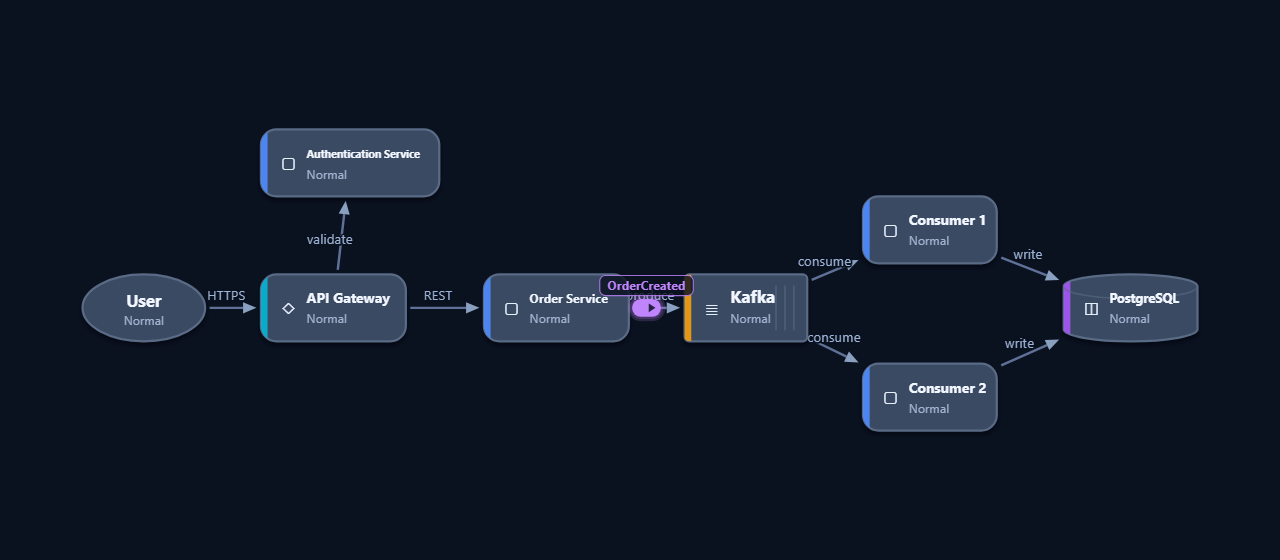 Authentication Service
Normal
validate
User
Normal
HTTPS
API Gateway
Normal
REST
Order Service
Normal
OrderCreated
produce
Kafka
Normal
consume
consume
Consumer 1
Normal
Consumer 2
Normal
write
write
PostgreSQL
Normal